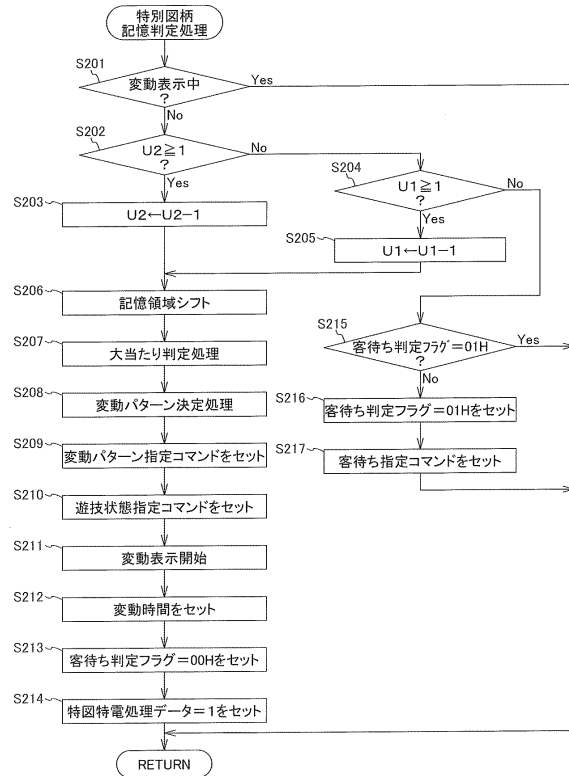 特別図柄
記憶判定処理
S201
変動表示中
?
Yes
No
S202
U2≧1
?
No
Yes
S203
U2←U2−1
S204
U1≧1
?
No
Yes
S205
U1←U1−1
S206
記憶領域シフト
S207
大当たり判定処理
S208
変動パターン決定処理
S209
変動パターン指定コマンドをセット
S210
遊技状態指定コマンドをセット
S211
変動表示開始
S212
変動時間をセット
S213
客待ち判定フラグ=00Hをセット
S214
特図特電処理データ=1をセット
S215
客待ち判定フラグ=01H
?
Yes
No
S216
客待ち判定フラグ=01Hをセット
S217
客待ち指定コマンドをセット
RETURN